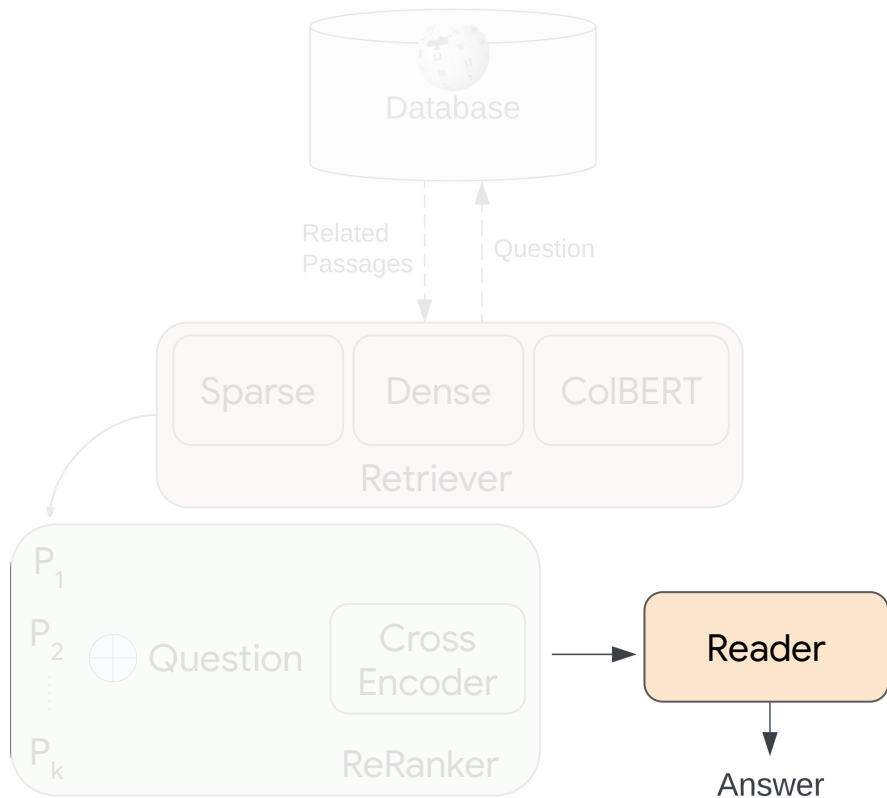 Database
Related
Passages
Question
Sparse
Dense
ColBERT
Retriever
P1
P2
Question
Cross
Encoder
Pk
ReRanker
Reader
Answer